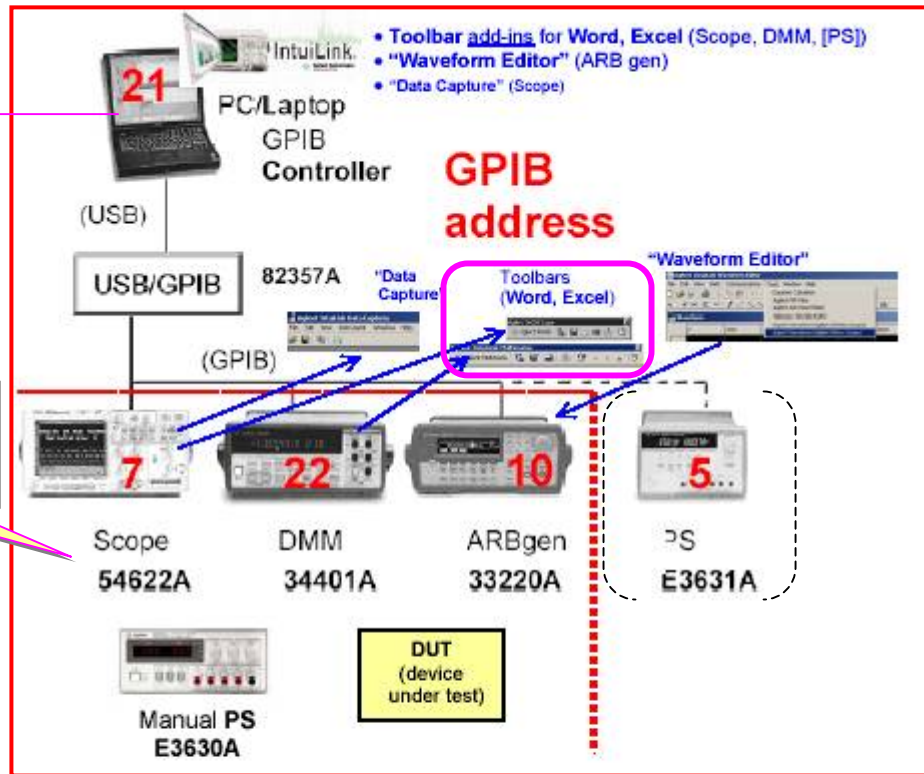 • Toolbar add-ins for Word, Excel (Scope, DMM, [PS])
• "Waveform Editor" (ARB gen)
• "Data Capture" (Scope)
IntuiLink
21
PC/Laptop
GPIB
Controller
GPIB
address
(USB)
USB/GPIB
82357A
"Data
Capture"
Toolbars
(Word, Excel)
"Waveform Editor"
(GPIB)
7
22
10
5
Scope
54622A
DMM
34401A
ARBgen
33220A
PS
E3631A
Manual PS
E3630A
DUT
(device
under test)